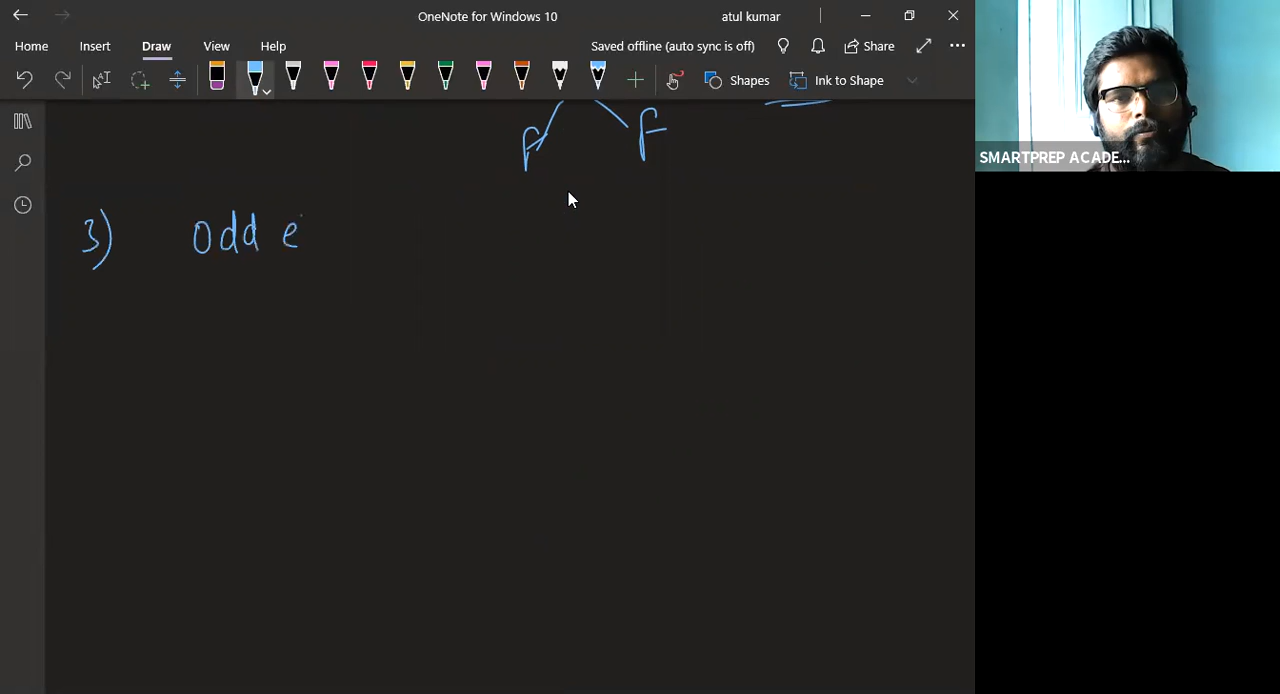 OneNote for Windows 10
atul kumar
Home Insert Draw View Help
Saved offline (auto sync is off)
Share
Shapes
Ink to Shape
F F
3) Odd e
SMARTPREP ACADE...